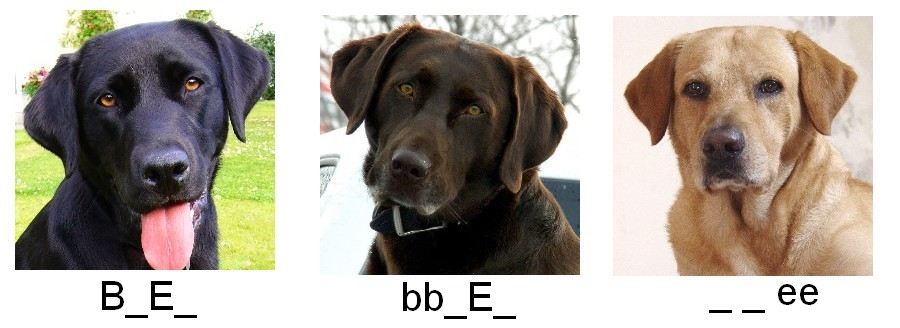 B_E_
bb_E_
_ _ ee